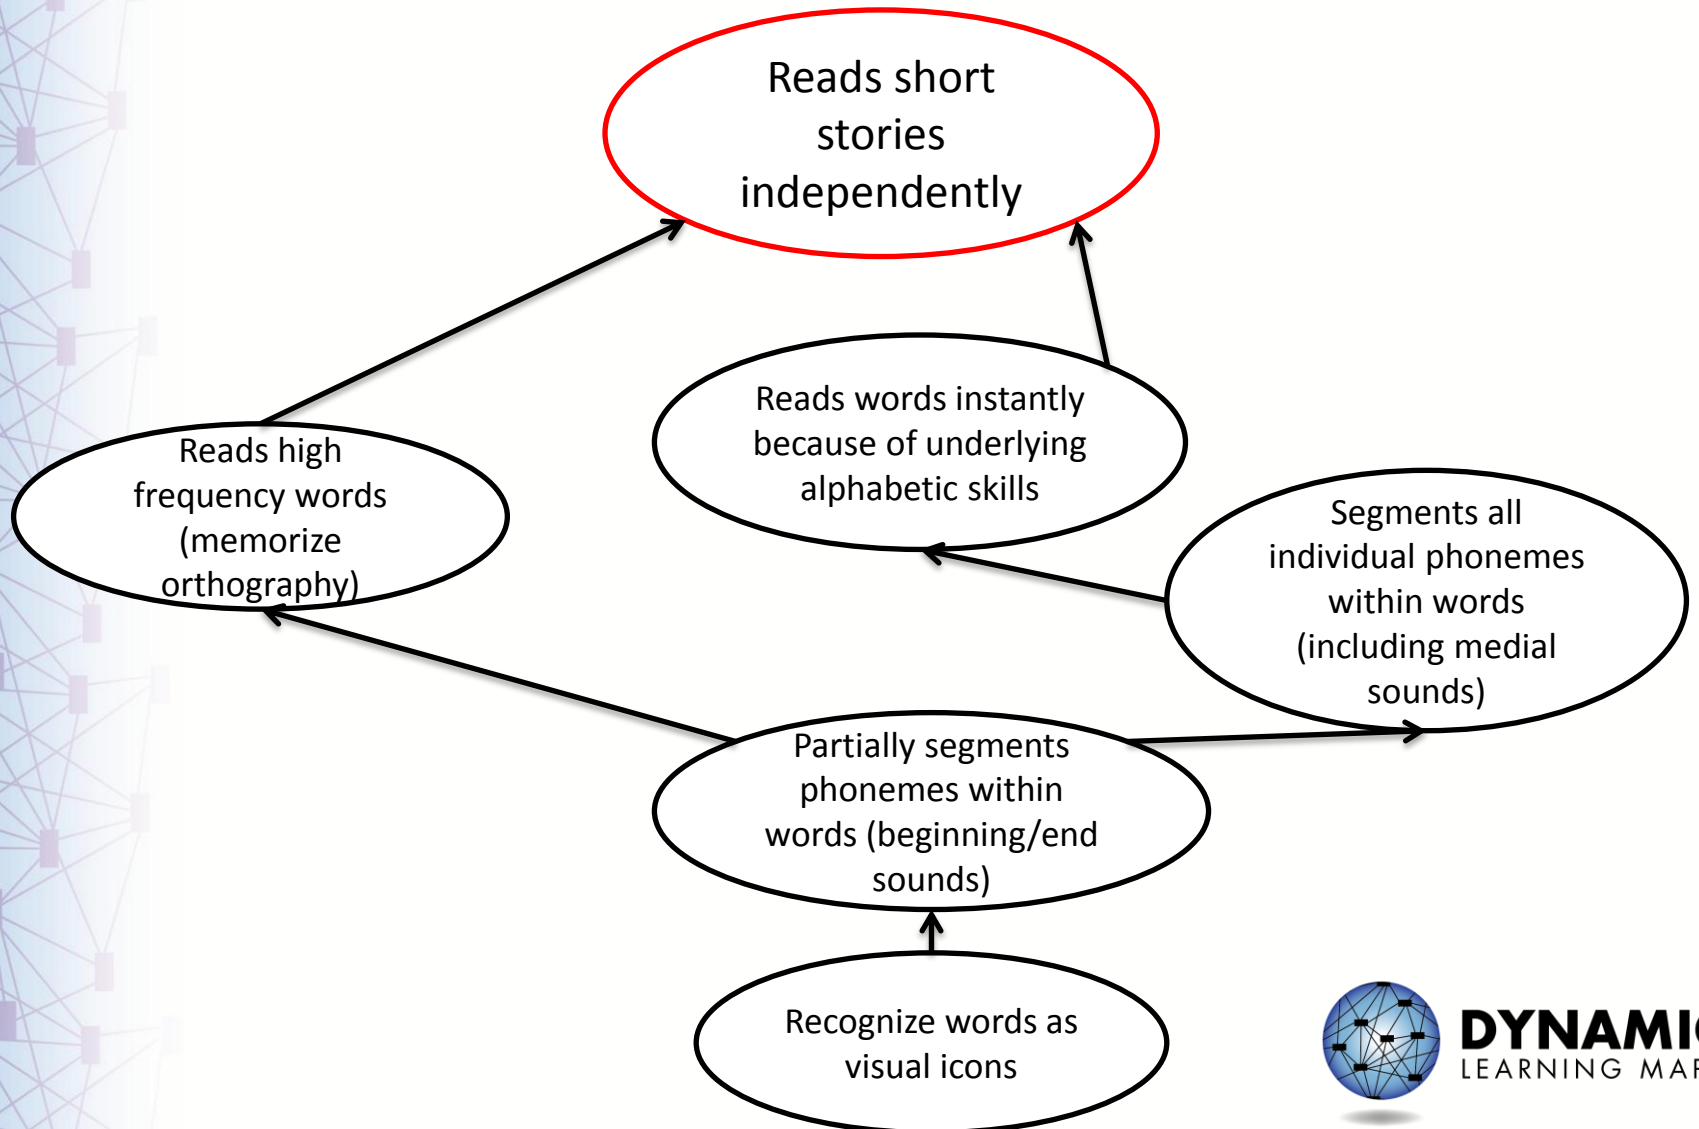 Reads short
stories
independently
Reads words instantly
because of underlying
alphabetic skills
Reads high
frequency words
(memorize
orthography)
Segments all
individual phonemes
within words
(including medial
sounds)
Partially segments
phonemes within
words (beginning/end
sounds)
Recognize words as
visual icons
DYNAMIC
LEARNING MAP